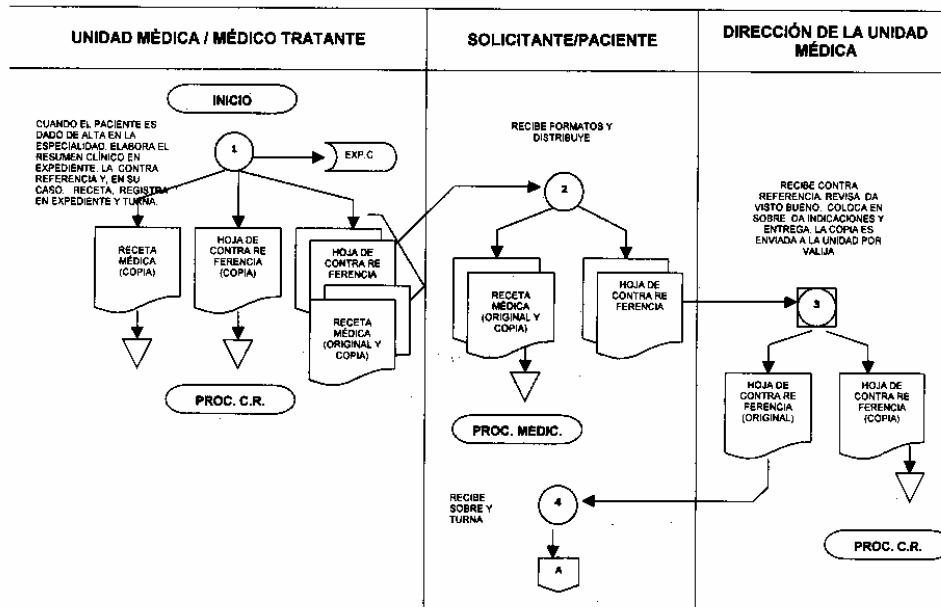 UNIDAD MÉDICA / MÉDICO TRATANTE
SOLICITANTE/PACIENTE
DIRECCIÓN DE LA UNIDAD
MÉDICA
INICIO
CUANDO EL PACIENTE ES
DADO DE ALTA EN LA
ESPECIALIDAD. ELABORA EL
RESUMEN CLÍNICO EN
EXPEDIENTE. LA CONTRA
REFERENCIA Y, EN SU
CASO. RECETA, REGISTRA
EN EXPEDIENTE Y TURNA.
1
EXP.C
RECETA
MÉDICA
(COPIA)
HOJA DE
CONTRA RE
FERENCIA
(COPIA)
HOJA DE
CONTRA RE
FERENCIA
RECETA
MÉDICA
(ORIGINAL Y
COPIA)
PROC. C.R.
RECIBE FORMATOS Y
DISTRIBUYE
2
RECETA
MÉDICA
(ORIGINAL Y
COPIA)
HOJA DE
CONTRA RE
FERENCIA
PROC. MEDIC.
RECIBE CONTRA
REFERENCIA. REVISA. DA
VISTO BUENO. COLOCA EN
SOBRE DA INDICACIONES Y
ENTREGA. LA COPIA ES
ENVIADA A LA UNIDAD POR
VALIJA
3
HOJA DE
CONTRA RE
FERENCIA
(ORIGINAL)
HOJA DE
CONTRA RE
FERENCIA
(COPIA)
RECIBE
SOBRE Y
TURNA
4
A
PROC. C.R.